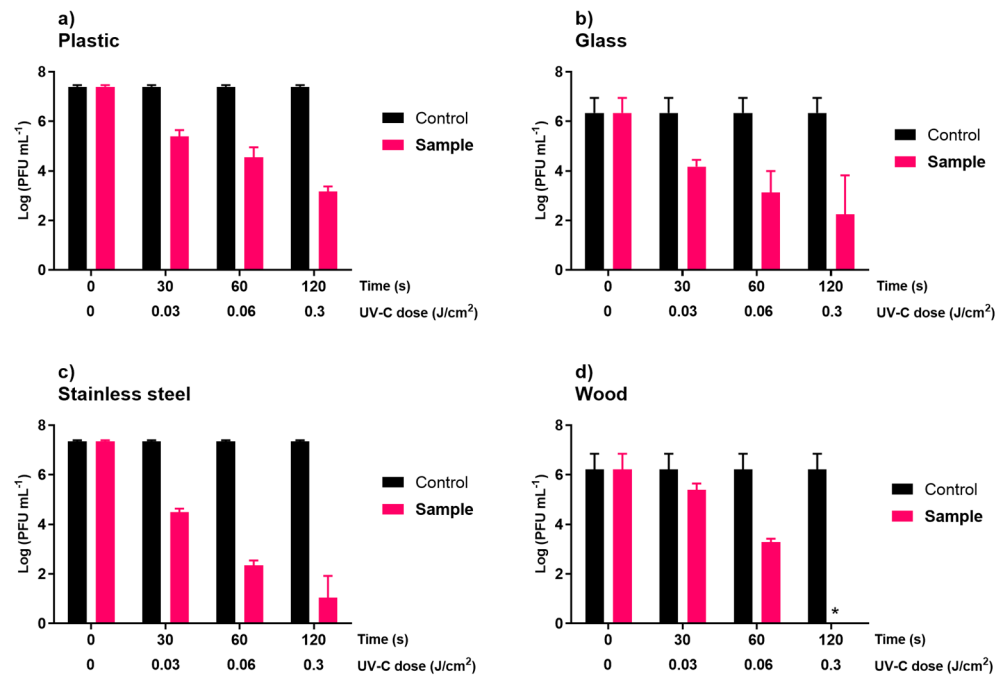 a)
Plastic
8
6
4
2
0
Log (PFU mL⁻¹)
Control
Sample
0 30 60 120 Time (s)
0 0.03 0.06 0.3 UV-C dose (J/cm²)
b)
Glass
8
6
4
2
0
Log (PFU mL⁻¹)
Control
Sample
0 30 60 120 Time (s)
0 0.03 0.06 0.3 UV-C dose (J/cm²)
c)
Stainless steel
8
6
4
2
0
Log (PFU mL⁻¹)
Control
Sample
0 30 60 120 Time (s)
0 0.03 0.06 0.3 UV-C dose (J/cm²)
d)
Wood
8
6
4
2
0
Log (PFU mL⁻¹)
Control
Sample
*
0 30 60 120 Time (s)
0 0.03 0.06 0.3 UV-C dose (J/cm²)